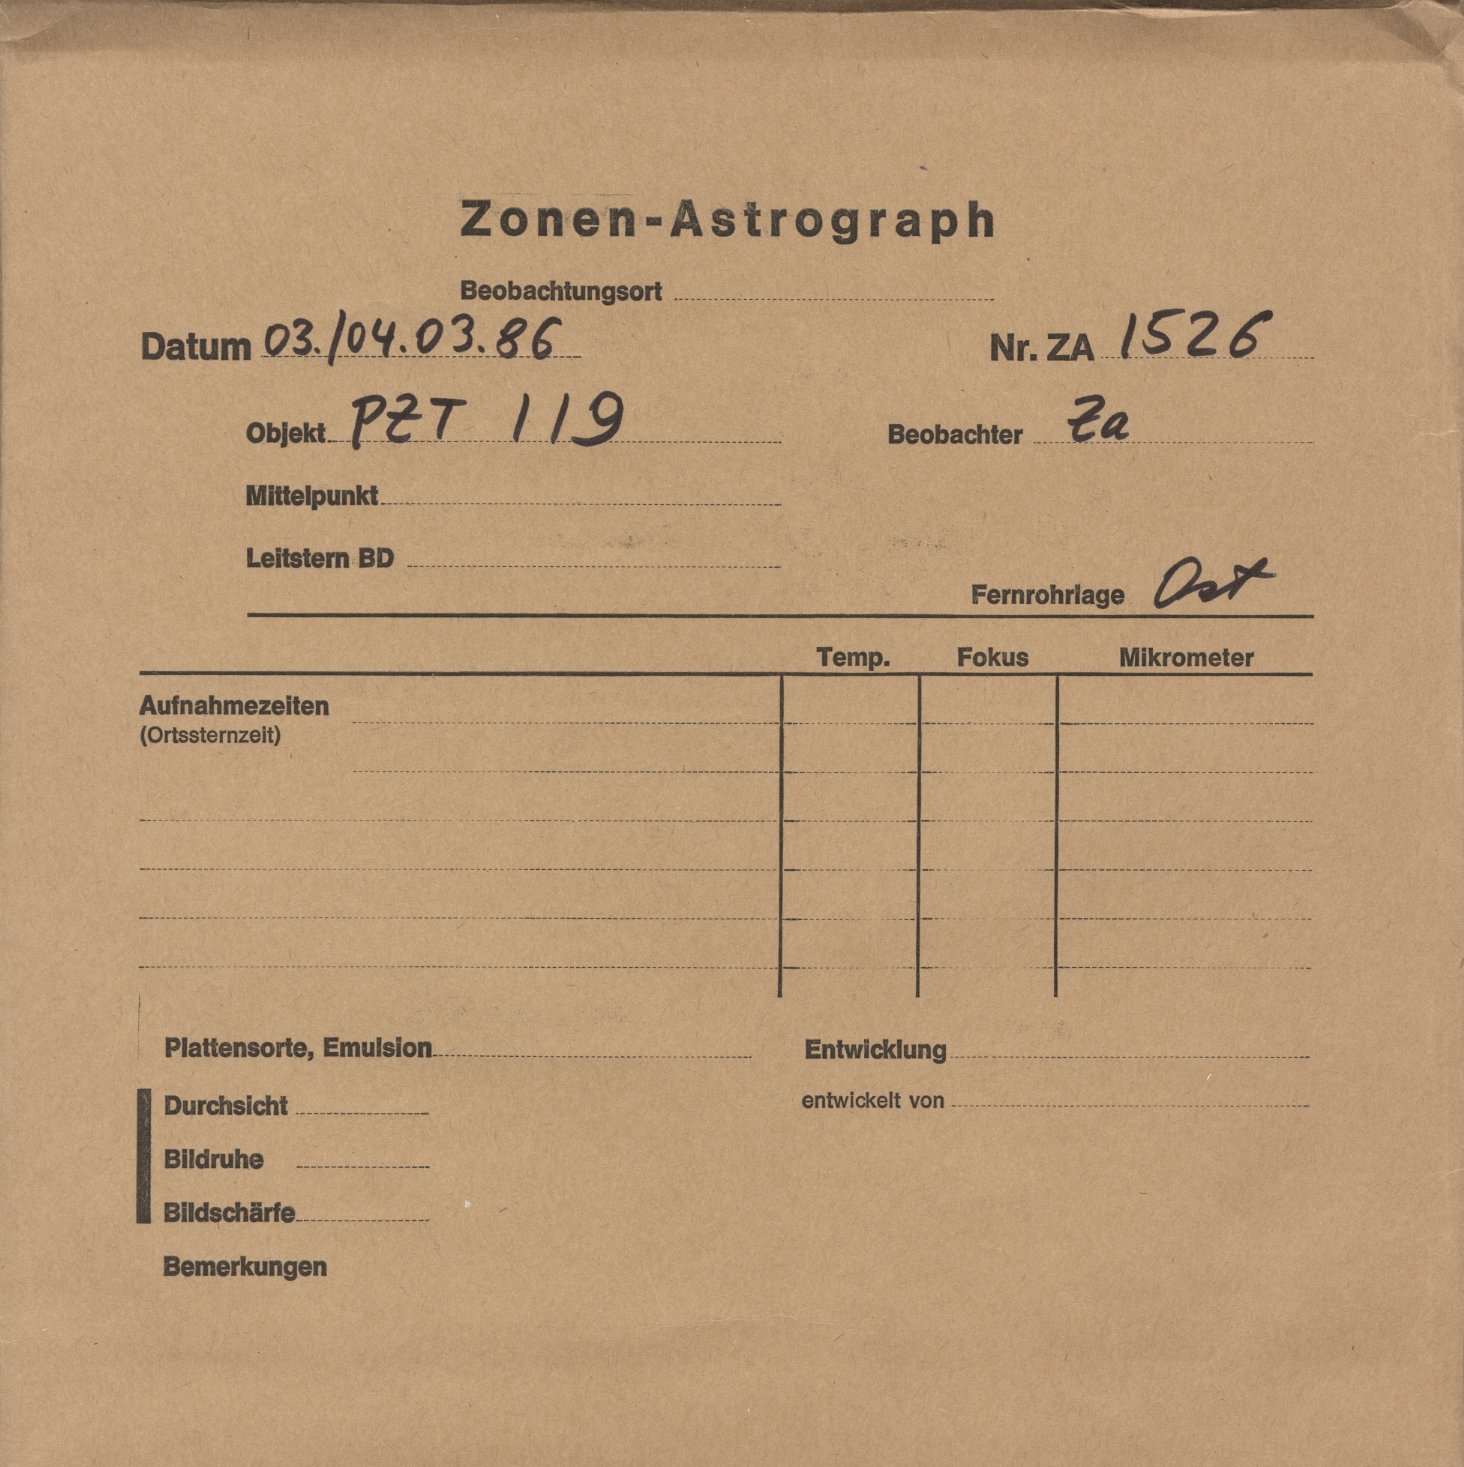 Zonen-Astrograph
Beobachtungsort
Datum 03./04.03.86 Nr. ZA 1526
Objekt PZT 119 Beobachter Za
Mittelpunkt
Leitstern BD
Fernrohrlage Ost
Temp. Fokus Mikrometer
Aufnahmezeiten
(Ortssternzeit)
Plattensorte, Emulsion Entwicklung
Durchsicht entwickelt von
Bildruhe
Bildschärfe
Bemerkungen